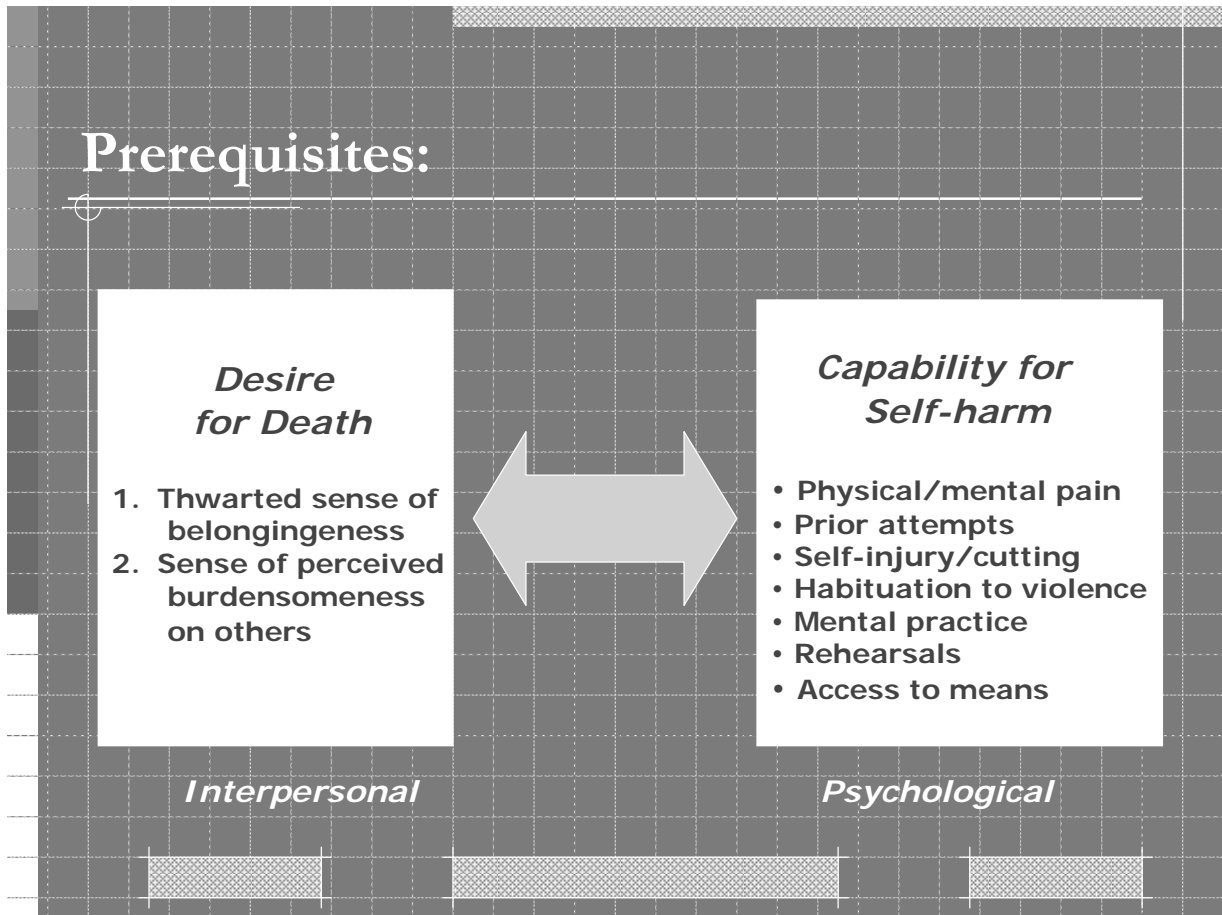 Prerequisites:
Desire
for Death
1. Thwarted sense of
belongingeness
2. Sense of perceived
burdensomeness
on others
Interpersonal
Capability for
Self-harm
• Physical/mental pain
• Prior attempts
• Self-injury/cutting
• Habituation to violence
• Mental practice
• Rehearsals
• Access to means
Psychological